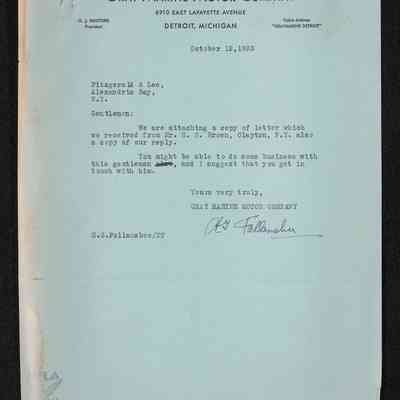 GRAY MARINE MOTOR COMPANY
6910 EAST LAFAYETTE AVENUE
DETROIT, MICHIGAN
President
Cable Address
"GRAYMARINE DETROIT"
October 12, 1933
Fitzgerald & Lee,
Alexandria Bay,
N.Y.
Gentlemen:
We are attaching a copy of letter which
we received from Mr. G. S. Brown, Clayton, N.Y. also
a copy of our reply.
You might be able to do some business with
this gentleman, and I suggest that you get in
touch with him.
Yours very truly,
GRAY MARINE MOTOR COMPANY
Fallansbee